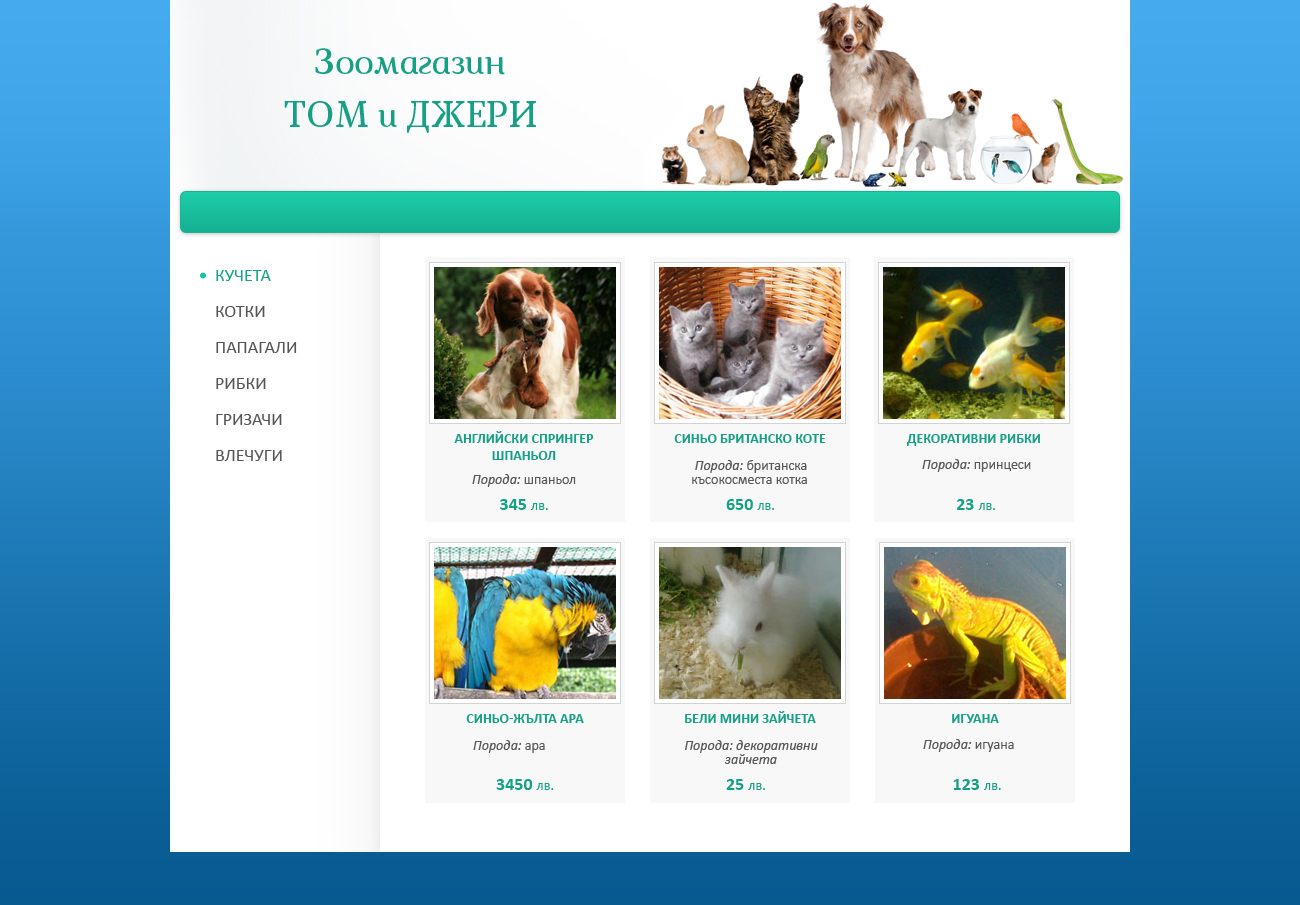 Зоомагазин
ТОМ и ДЖЕРИ
КУЧЕТА
КОТКИ
ПАПАГАЛИ
РИБКИ
ГРИЗАЧИ
ВЛЕЧУГИ
АНГЛИЙСКИ СПРИНГЕР
ШПАНЬОЛ
Порода: шпаньол
345 лв.
СИНЬО БРИТАНСКО КОТЕ
Порода: британска
късокосместа котка
650 лв.
ДЕКОРАТИВНИ РИБКИ
Порода: принцеси
23 лв.
СИНЬО-ЖЪЛТА АРА
Порода: ара
3450 лв.
БЕЛИ МИНИ ЗАЙЧЕТА
Порода: декоративни
зайчета
25 лв.
ИГУАНА
Порода: игуана
123 лв.